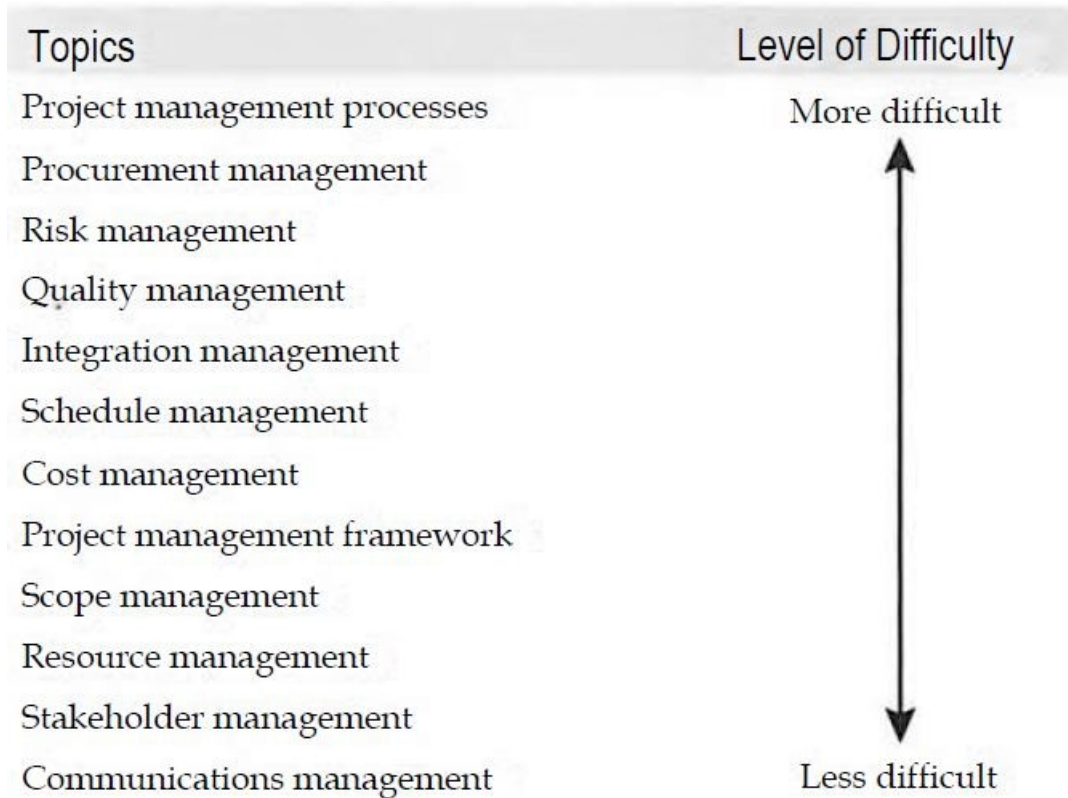 Topics Level of Difficulty
Project management processes More difficult
Procurement management
Risk management
Quality management
Integration management
Schedule management
Cost management
Project management framework
Scope management
Resource management
Stakeholder management
Communications management Less difficult